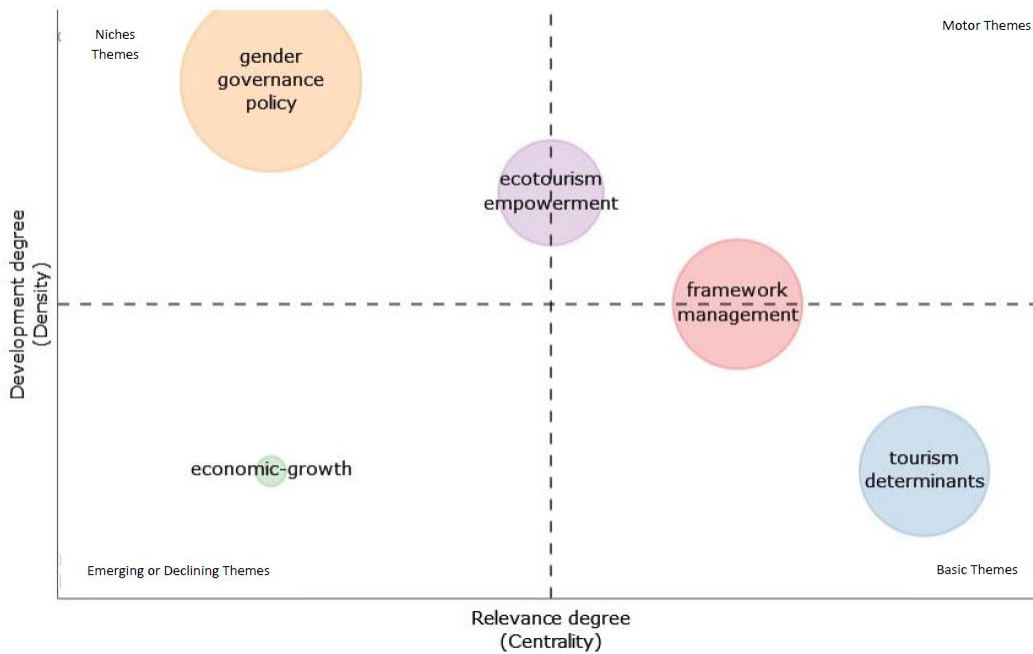 Niches
Themes
Motor Themes
gender
governance
policy
ecotourism
empowerment
framework
management
economic-growth
tourism
determinants
Emerging or Declining Themes
Basic Themes
Development degree
(Density)
Relevance degree
(Centrality)